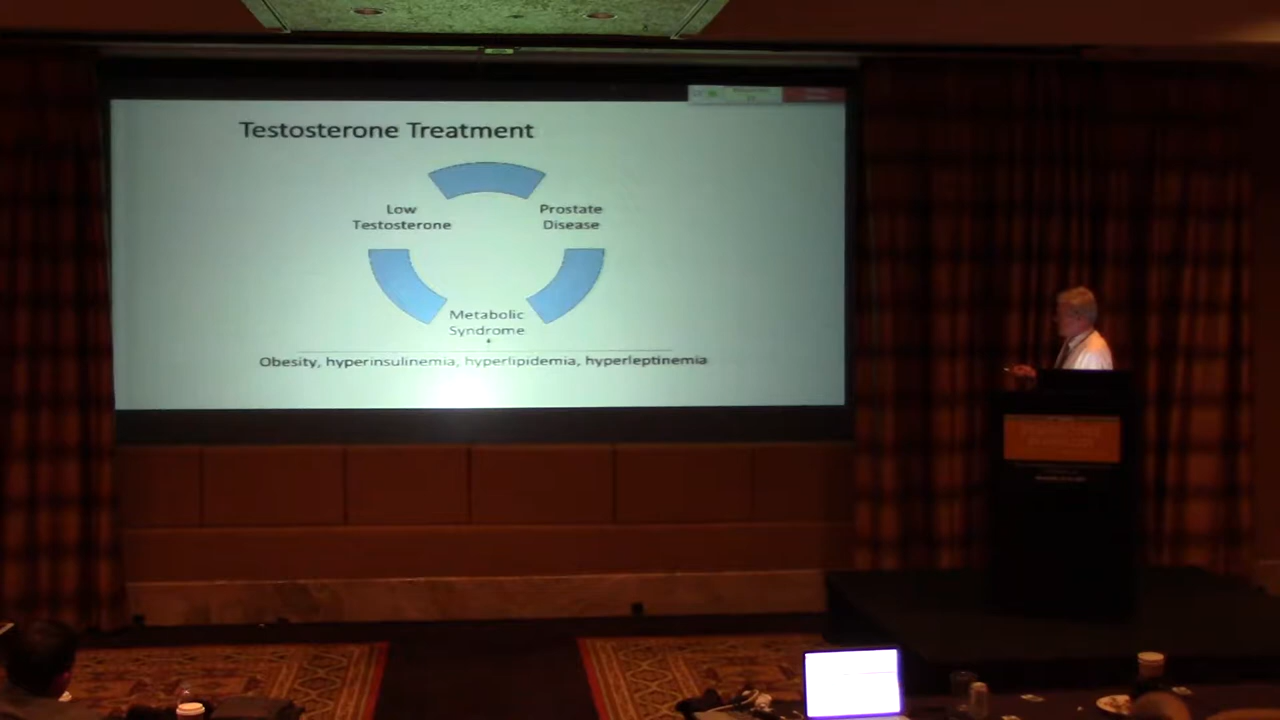 Testosterone Treatment
Low
Testosterone
Prostate
Disease
Metabolic
Syndrome
Obesity, hyperinsulinemia, hyperlipidemia, hyperleptinemia